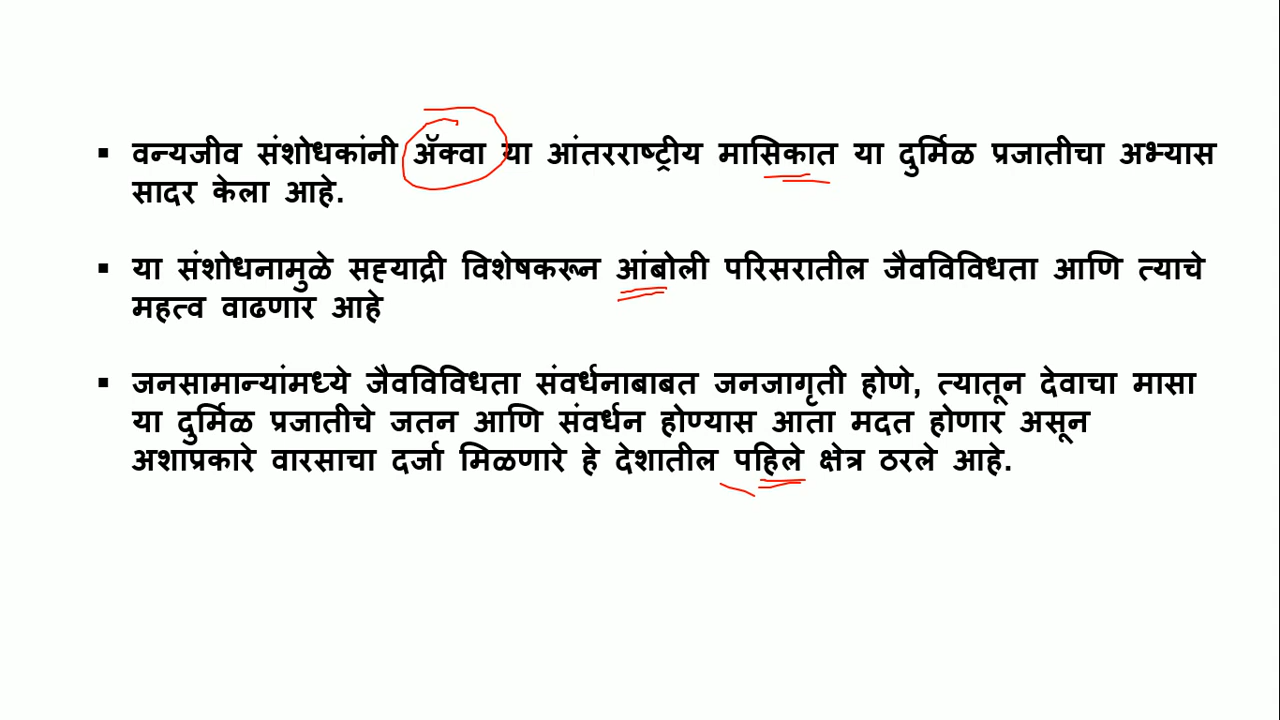 ▪ वन्यजीव संशोधकांनी ॲक्वा या आंतरराष्ट्रीय मासिकात या दुर्मिळ प्रजातीचा अभ्यास
सादर केला आहे.
▪ या संशोधनामुळे सह्याद्री विशेषकरून आंबोली परिसरातील जैवविविधता आणि त्याचे
महत्व वाढणार आहे
▪ जनसामान्यांमध्ये जैवविविधता संवर्धनाबाबत जनजागृती होणे, त्यातून देवाचा मासा
या दुर्मिळ प्रजातीचे जतन आणि संवर्धन होण्यास आता मदत होणार असून
अशाप्रकारे वारसाचा दर्जा मिळणारे हे देशातील पहिले क्षेत्र ठरले आहे.